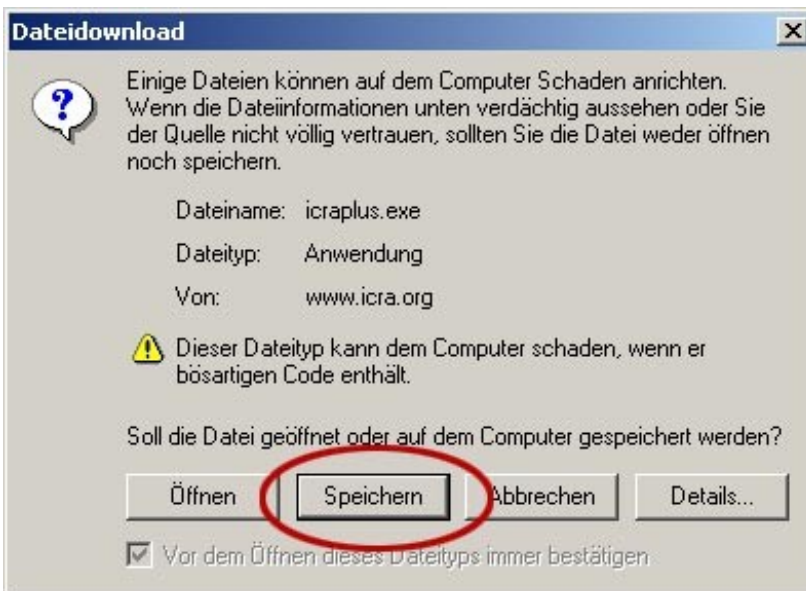 Dateidownload
Einige Dateien können auf dem Computer Schaden anrichten.
Wenn die Dateiinformationen unten verdächtig aussehen oder Sie
der Quelle nicht völlig vertrauen, sollten Sie die Datei weder öffnen
noch speichern.
Dateiname: icraplus.exe
Dateityp: Anwendung
Von: www.icra.org
Dieser Dateityp kann dem Computer schaden, wenn er
bösartigen Code enthält.
Soll die Datei geöffnet oder auf dem Computer gespeichert werden?
Öffnen Speichern Abbrechen Details...
Vor dem Öffnen dieses Dateityps immer bestätigen